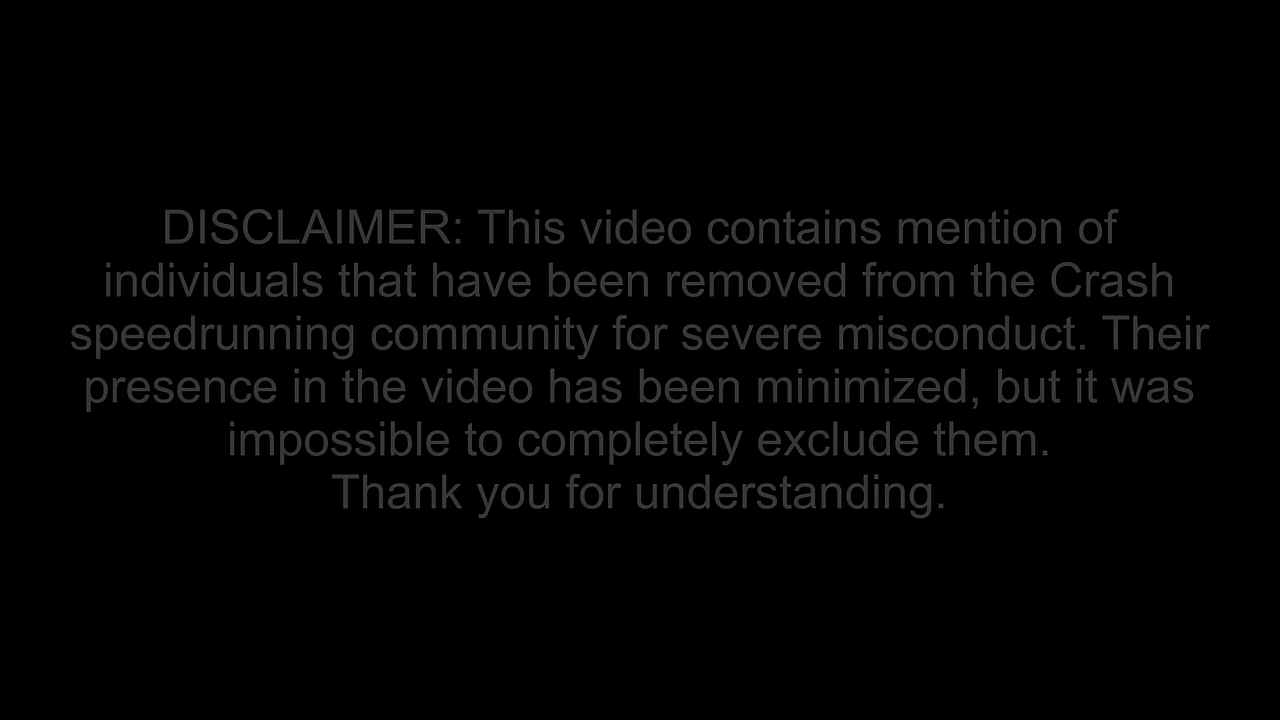 DISCLAIMER: This video contains mention of
individuals that have been removed from the Crash
speedrunning community for severe misconduct. Their
presence in the video has been minimized, but it was
impossible to completely exclude them.
Thank you for understanding.